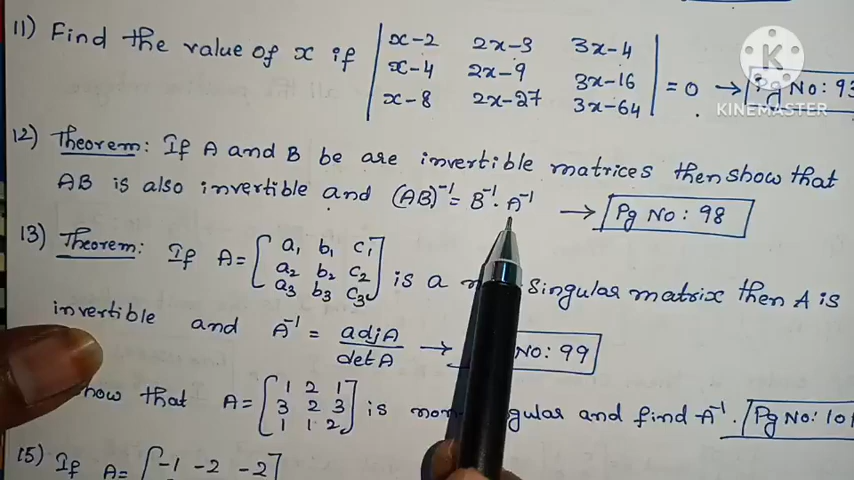 11) Find the value of x if | x-2 2x-3 3x-4 |
| x-4 2x-9 3x-16 | = 0 → Pg No: 93
| x-8 2x-27 3x-64 |
KINEMASTER
12) Theorem: If A and B be are invertible matrices then show that
AB is also invertible and (AB)⁻¹ = B⁻¹. A⁻¹ → Pg No: 98
13) Theorem: If A = [ a₁ b₁ c₁
a₂ b₂ c₂
a₃ b₃ c₃ ] is a singular matrix then A is
invertible and A⁻¹ = adjA / detA → No: 99
that A = [ 1 2 1
3 2 3
1 1 2 ] is and find A⁻¹. Pg No: 101
15) If A = [ -1 -2 -2 ]